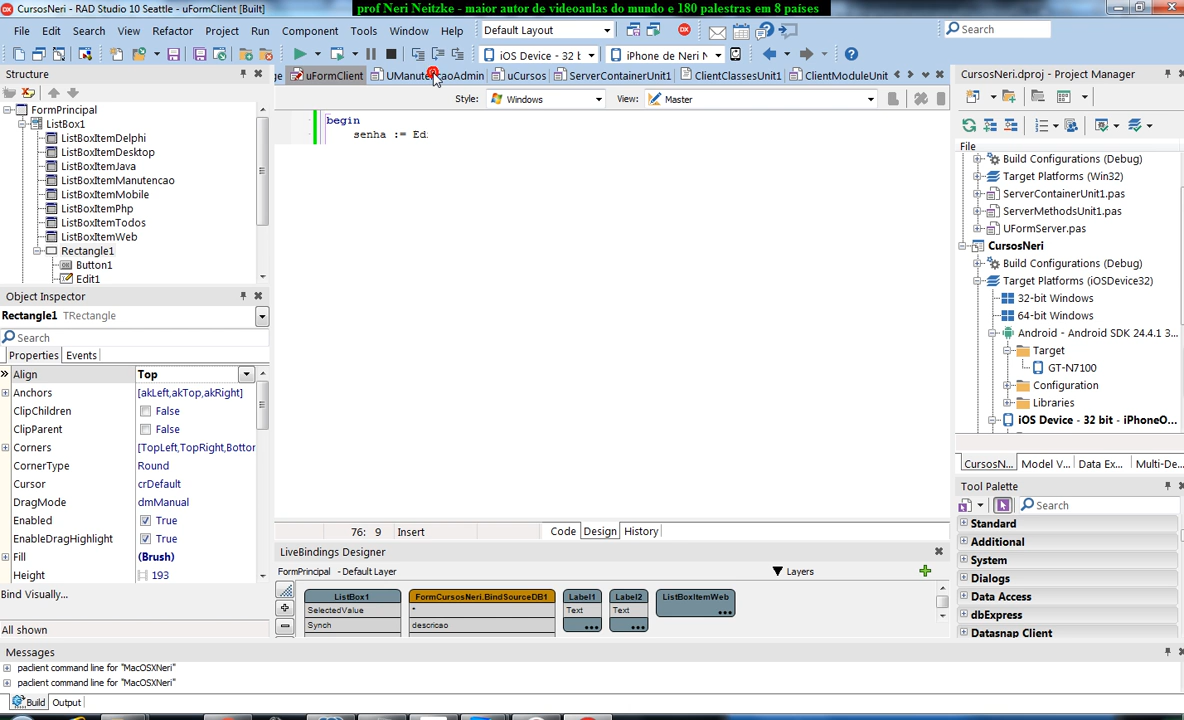 CursosNeri - RAD Studio 10 Seattle - uFormClient [Built]
prof Neri Neitzke - maior autor de videoaulas do mundo e 180 palestras em 8 países
File Edit Search View Refactor Project Run Component Tools Window Help
Default Layout
Search
iOS Device - 32 b
iPhone de Neri N
Structure
uFormClient
UManutencaoAdmin
uCursos
ServerContainerUnit1
ClientClassesUnit1
ClientModuleUnit
CursosNeri.dproj - Project Manager
Style:
Windows
View:
Master
FormPrincipal
ListBox1
ListBoxItemDelphi
ListBoxItemDesktop
ListBoxItemJava
ListBoxItemManutencao
ListBoxItemMobile
ListBoxItemPhp
ListBoxItemTodos
ListBoxItemWeb
Rectangle1
Button1
Edit1
begin
senha := Edi
File
Build Configurations (Debug)
Target Platforms (Win32)
ServerContainerUnit1.pas
ServerMethodsUnit1.pas
UFormServer.pas
CursosNeri
Build Configurations (Debug)
Target Platforms (iOSDevice32)
32-bit Windows
64-bit Windows
Android - Android SDK 24.4.1 3...
Target
GT-N7100
Configuration
Libraries
iOS Device - 32 bit - iPhoneO...
CursosN... Model V... Data Ex... Multi-De...
Object Inspector
Rectangle1 TRectangle
Search
Properties Events
Align Top
Anchors [akLeft,akTop,akRight]
ClipChildren False
ClipParent False
Corners [TopLeft,TopRight,Bottor
CornerType Round
Cursor crDefault
DragMode dmManual
Enabled True
EnableDragHighlight True
Fill (Brush)
Height 193
Bind Visually...
All shown
76: 9 Insert
Code Design History
Tool Palette
Search
Standard
Additional
System
Dialogs
Data Access
dbExpress
Datasnap Client
LiveBindings Designer
FormPrincipal - Default Layer
Layers
ListBox1
SelectedValue
Synch
FormCursosNeri.BindSourceDB1
*
descricao
Label1
Text
Label2
Text
ListBoxItemWeb
Messages
paclient command line for "MacOSXNeri"
paclient command line for "MacOSXNeri"
Build Output